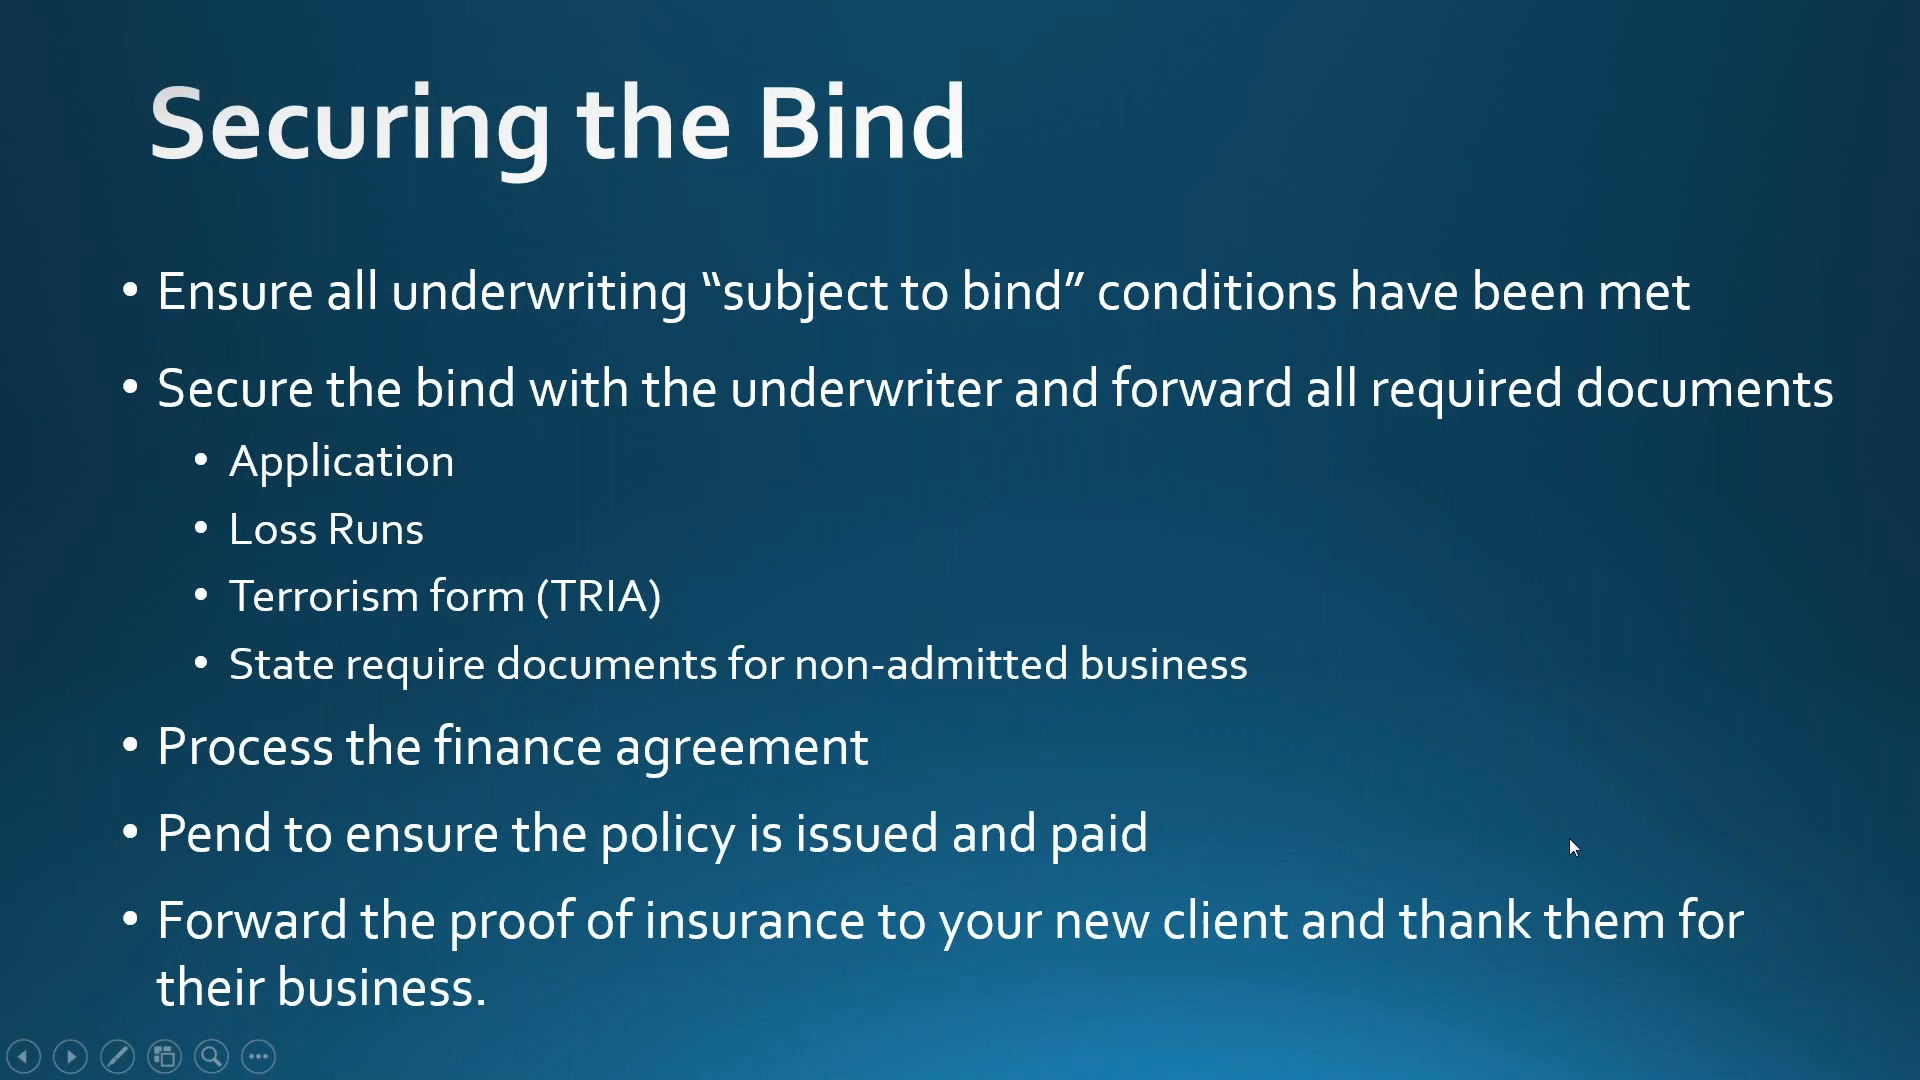 Securing the Bind
• Ensure all underwriting “subject to bind” conditions have been met
• Secure the bind with the underwriter and forward all required documents
• Application
• Loss Runs
• Terrorism form (TRIA)
• State require documents for non-admitted business
• Process the finance agreement
• Pend to ensure the policy is issued and paid
• Forward the proof of insurance to your new client and thank them for
their business.